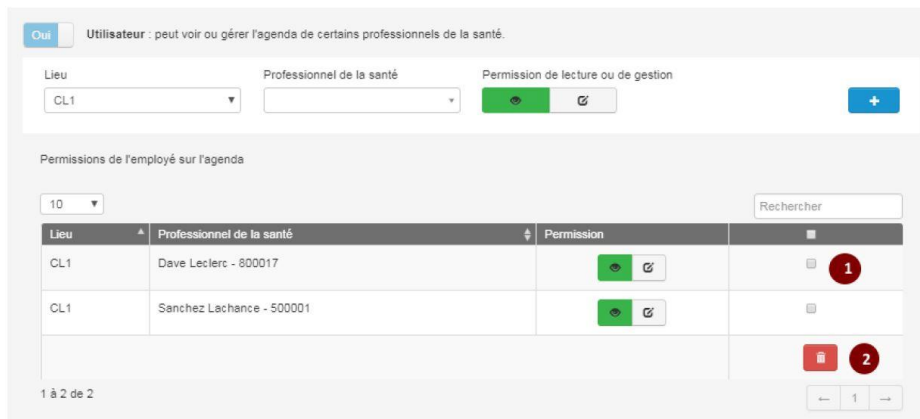 Oui Utilisateur : peut voir ou gérer l'agenda de certains professionnels de la santé.
Lieu Professionnel de la santé Permission de lecture ou de gestion
CL1
Permissions de l'employé sur l'agenda
10 Rechercher
Lieu Professionnel de la santé Permission
CL1 Dave Leclerc - 800017 1
CL1 Sanchez Lachance - 500001
2
1 à 2 de 2 ← 1 →